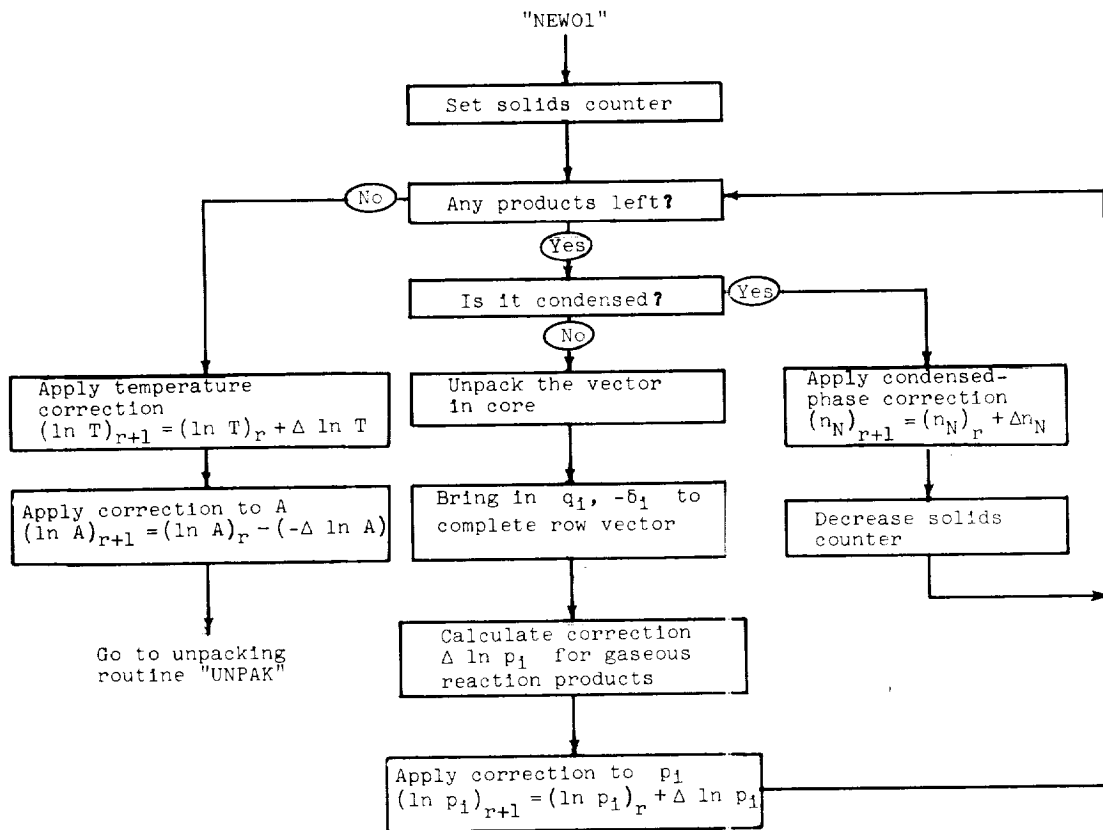 "NEW01"
Set solids counter
No
Any products left?
Yes
Is it condensed?
Yes
No
Apply temperature
correction
(ln T)r+1 = (ln T)r + Δ ln T
Unpack the vector
in core
Apply condensed-
phase correction
(nN)r+1 = (nN)r + ΔnN
Apply correction to A
(ln A)r+1 = (ln A)r - (-Δ ln A)
Bring in qi, -δi to
complete row vector
Decrease solids
counter
Go to unpacking
routine "UNPAK"
Calculate correction
Δ ln pi for gaseous
reaction products
Apply correction to pi
(ln pi)r+1 = (ln pi)r + Δ ln pi